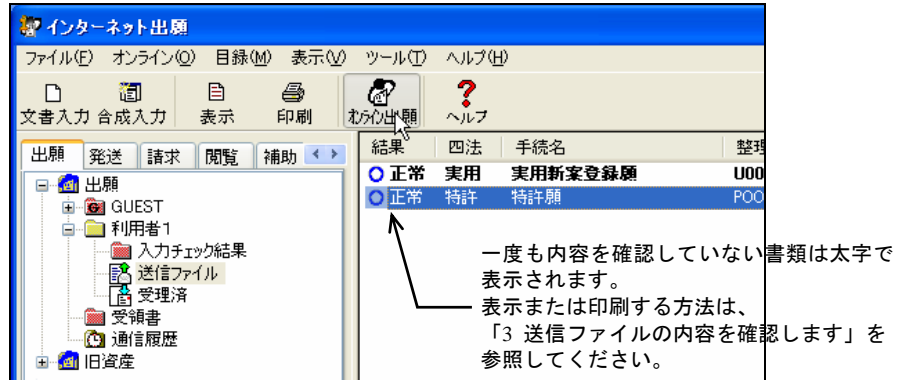 インターネット出願
ファイル(F) オンライン(O) 目録(M) 表示(V) ツール(T) ヘルプ(H)
文書入力 合成入力 表示 印刷 オンライン出願 ヘルプ
出願 発送 請求 閲覧 補助
結果 四法 手続名 整理
出願
正常 実用 実用新案登録願 U00
GUEST
正常 特許 特許願 P00
利用者1
入力チェック結果
送信ファイル
受理済
受領書
通信履歴
旧資産
一度も内容を確認していない書類は太字で
表示されます。
表示または印刷する方法は、
「3 送信ファイルの内容を確認します」を
参照してください。